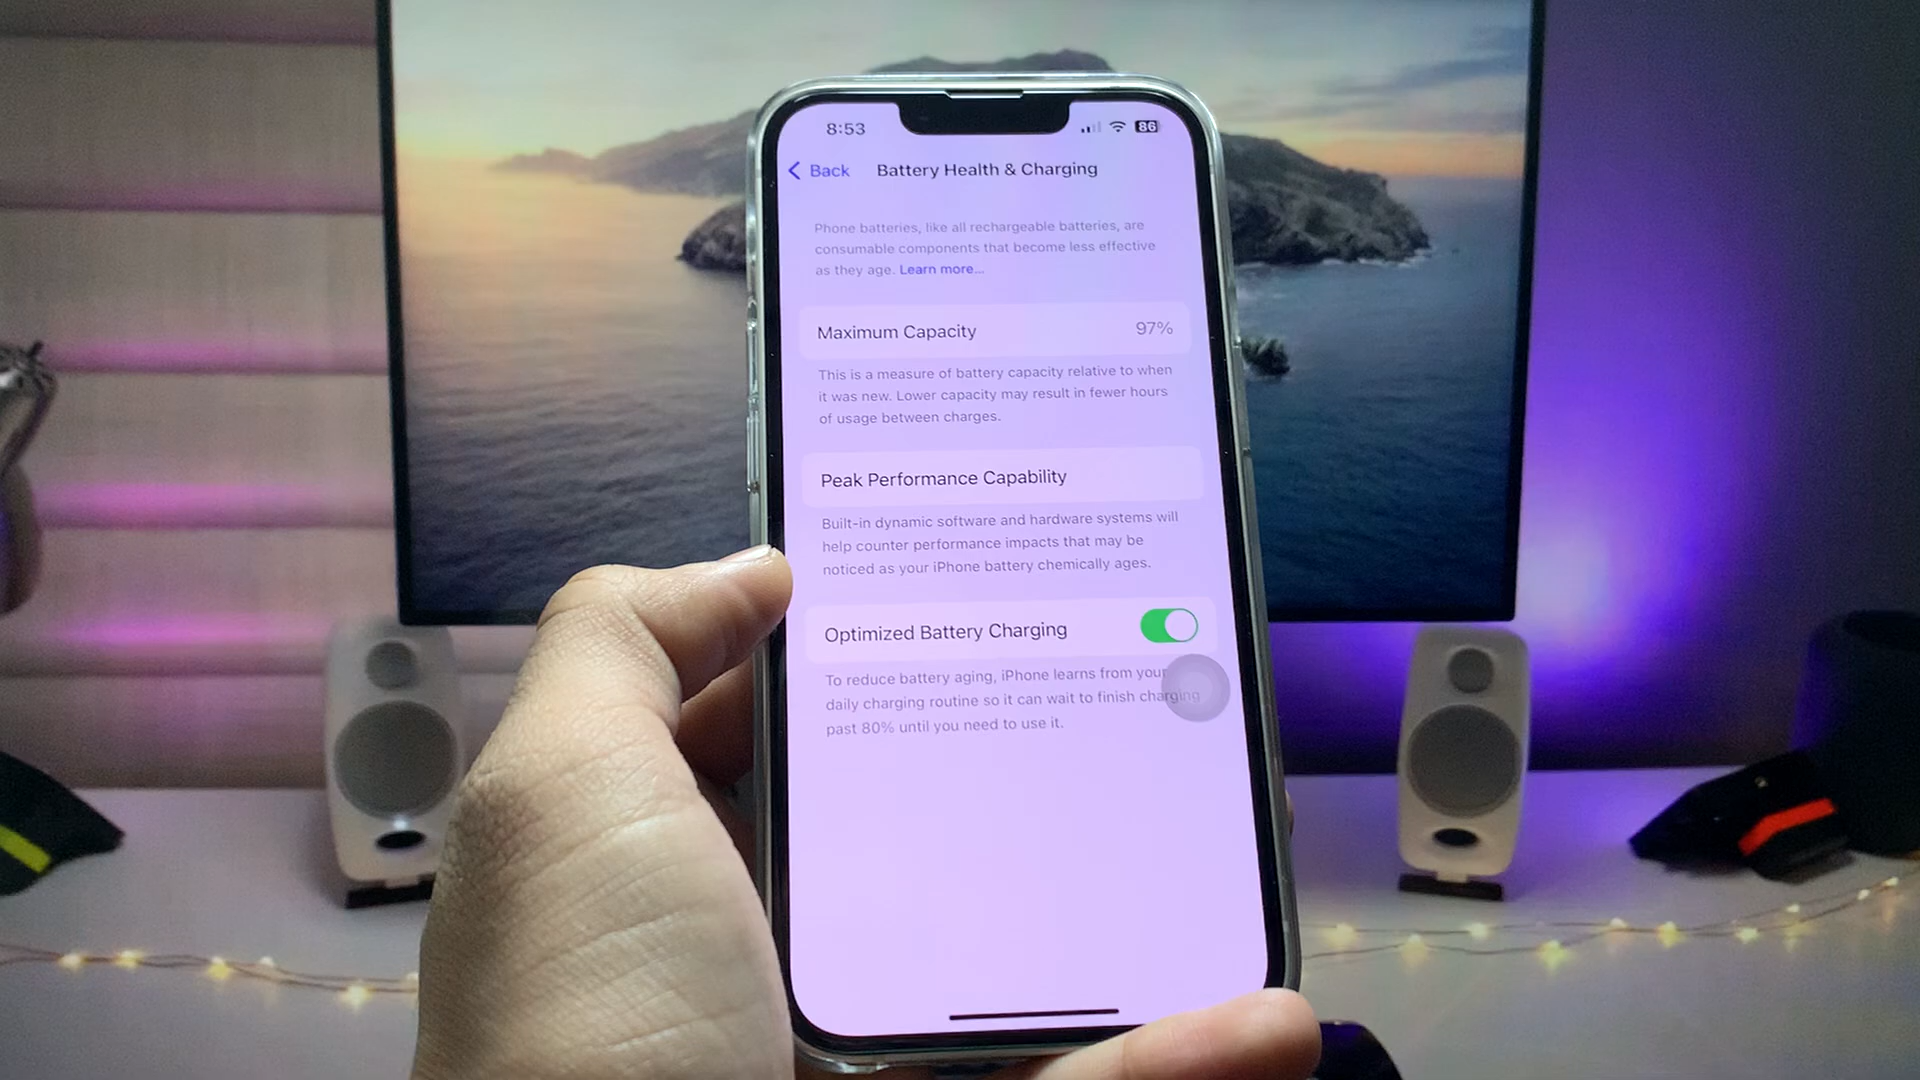 8:53
86
Back
Battery Health & Charging
Phone batteries, like all rechargeable batteries, are
consumable components that become less effective
as they age. Learn more...
Maximum Capacity 97%
This is a measure of battery capacity relative to when
it was new. Lower capacity may result in fewer hours
of usage between charges.
Peak Performance Capability
Built-in dynamic software and hardware systems will
help counter performance impacts that may be
noticed as your iPhone battery chemically ages.
Optimized Battery Charging
To reduce battery aging, iPhone learns from your
daily charging routine so it can wait to finish charging
past 80% until you need to use it.